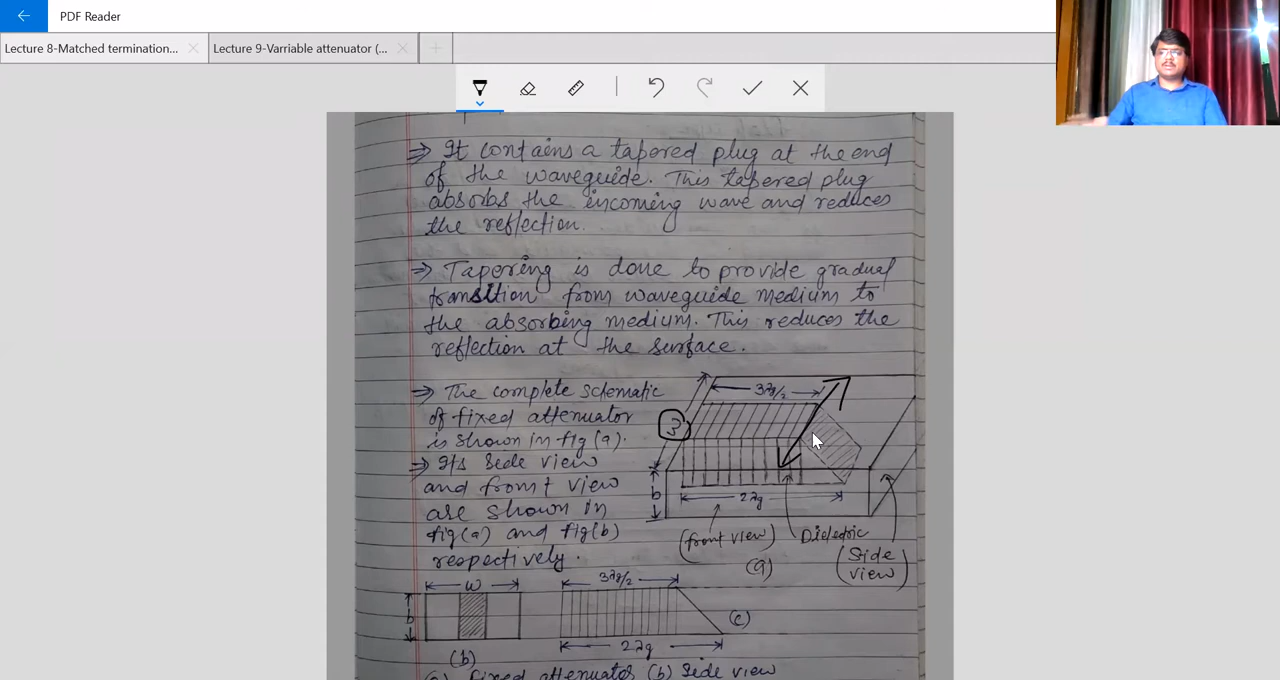 PDF Reader
Lecture 8-Matched termination...
Lecture 9-Varriable attenuator (...
⇒ It contains a tapered plug at the end
of the waveguide. This tapered plug
absorbs the incoming wave and reduces
the reflection.
⇒ Tapering is done to provide gradual
transition from waveguide medium to
the absorbing medium. This reduces the
reflection at the surface.
⇒ The complete schematic
of fixed attenuator
is shown in fig (a).
⇒ Its side view
and front view
are shown in
fig(a) and fig(b)
respectively.
3λg/2
b
2λg
(front view)
Dielectric
(Side
view)
(a)
w
b
(b)
3λg/2
2λg
(c)
fixed attenuator (b) Side view